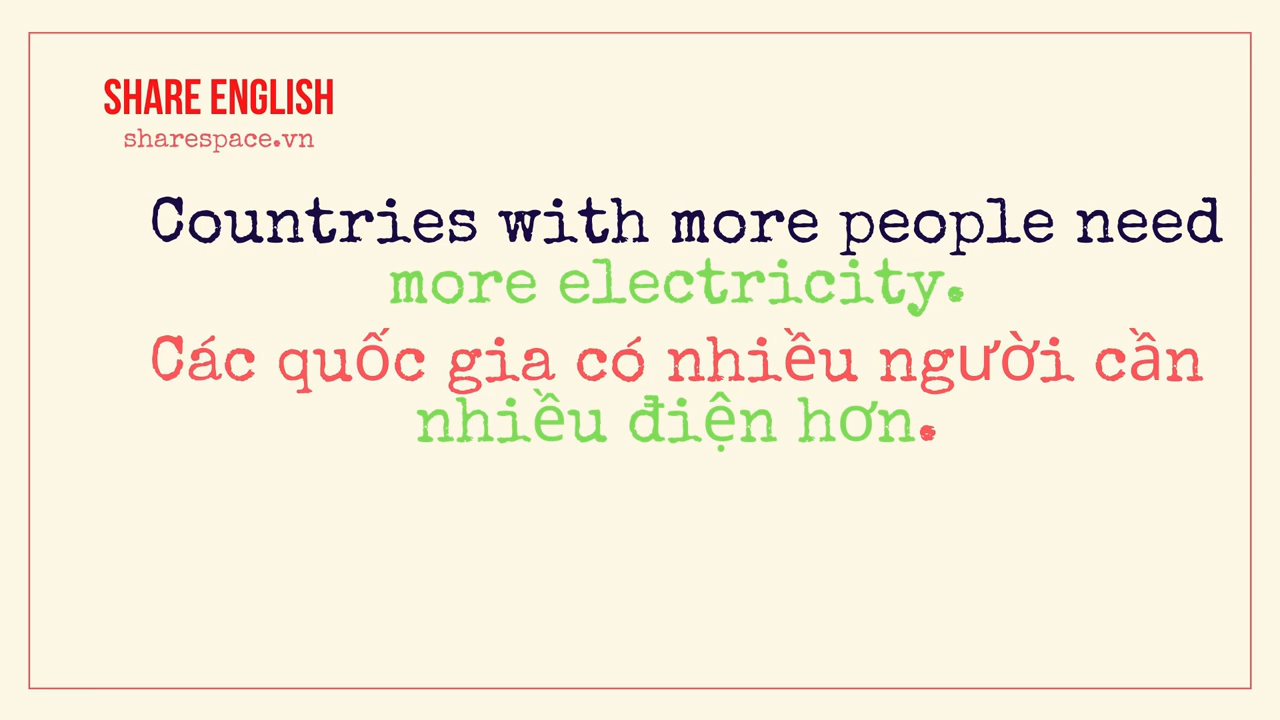 SHARE ENGLISH
sharespace.vn
Countries with more people need
more electricity.
Các quốc gia có nhiều người cần
nhiều điện hơn.